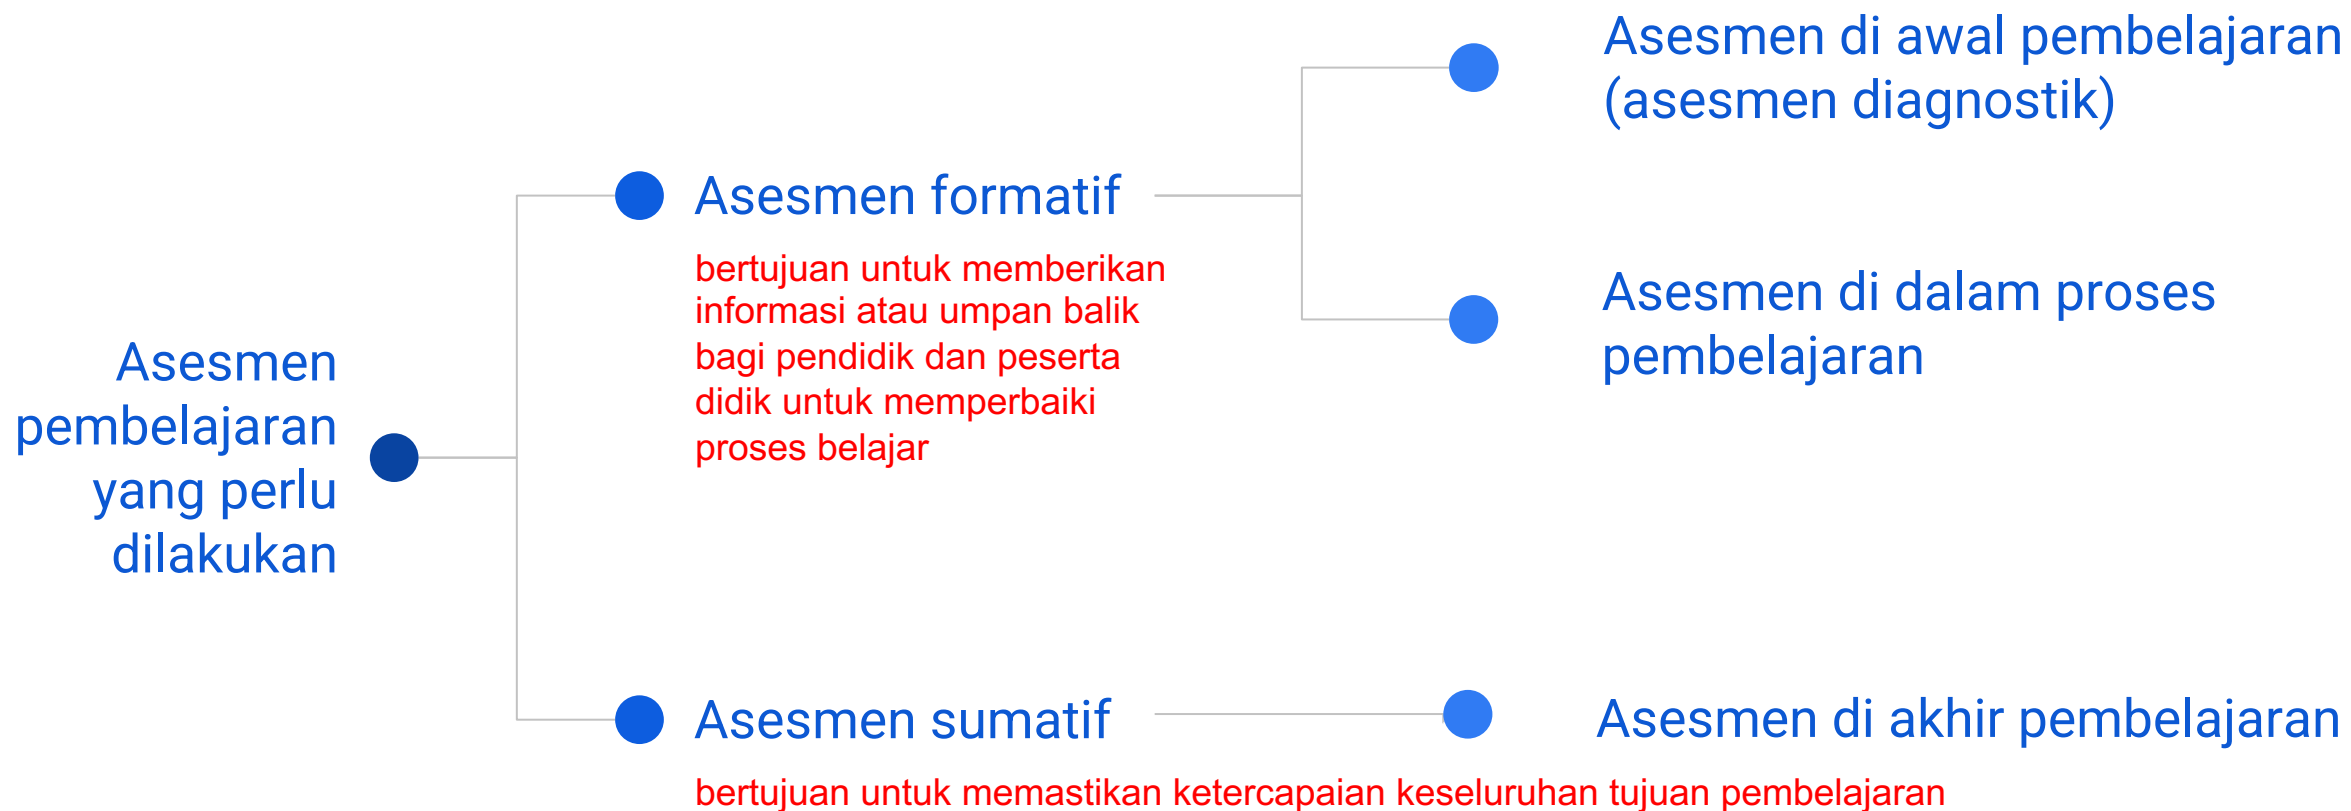 Asesmen
pembelajaran
yang perlu
dilakukan
Asesmen formatif
bertujuan untuk memberikan
informasi atau umpan balik
bagi pendidik dan peserta
didik untuk memperbaiki
proses belajar
Asesmen di awal pembelajaran
(asesmen diagnostik)
Asesmen di dalam proses
pembelajaran
Asesmen sumatif
bertujuan untuk memastikan ketercapaian keseluruhan tujuan pembelajaran
Asesmen di akhir pembelajaran